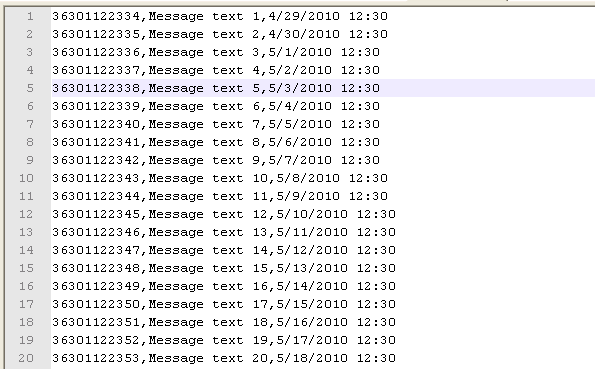 1 36301122334,Message text 1,4/29/2010 12:30
2 36301122335,Message text 2,4/30/2010 12:30
3 36301122336,Message text 3,5/1/2010 12:30
4 36301122337,Message text 4,5/2/2010 12:30
5 36301122338,Message text 5,5/3/2010 12:30
6 36301122339,Message text 6,5/4/2010 12:30
7 36301122340,Message text 7,5/5/2010 12:30
8 36301122341,Message text 8,5/6/2010 12:30
9 36301122342,Message text 9,5/7/2010 12:30
10 36301122343,Message text 10,5/8/2010 12:30
11 36301122344,Message text 11,5/9/2010 12:30
12 36301122345,Message text 12,5/10/2010 12:30
13 36301122346,Message text 13,5/11/2010 12:30
14 36301122347,Message text 14,5/12/2010 12:30
15 36301122348,Message text 15,5/13/2010 12:30
16 36301122349,Message text 16,5/14/2010 12:30
17 36301122350,Message text 17,5/15/2010 12:30
18 36301122351,Message text 18,5/16/2010 12:30
19 36301122352,Message text 19,5/17/2010 12:30
20 36301122353,Message text 20,5/18/2010 12:30